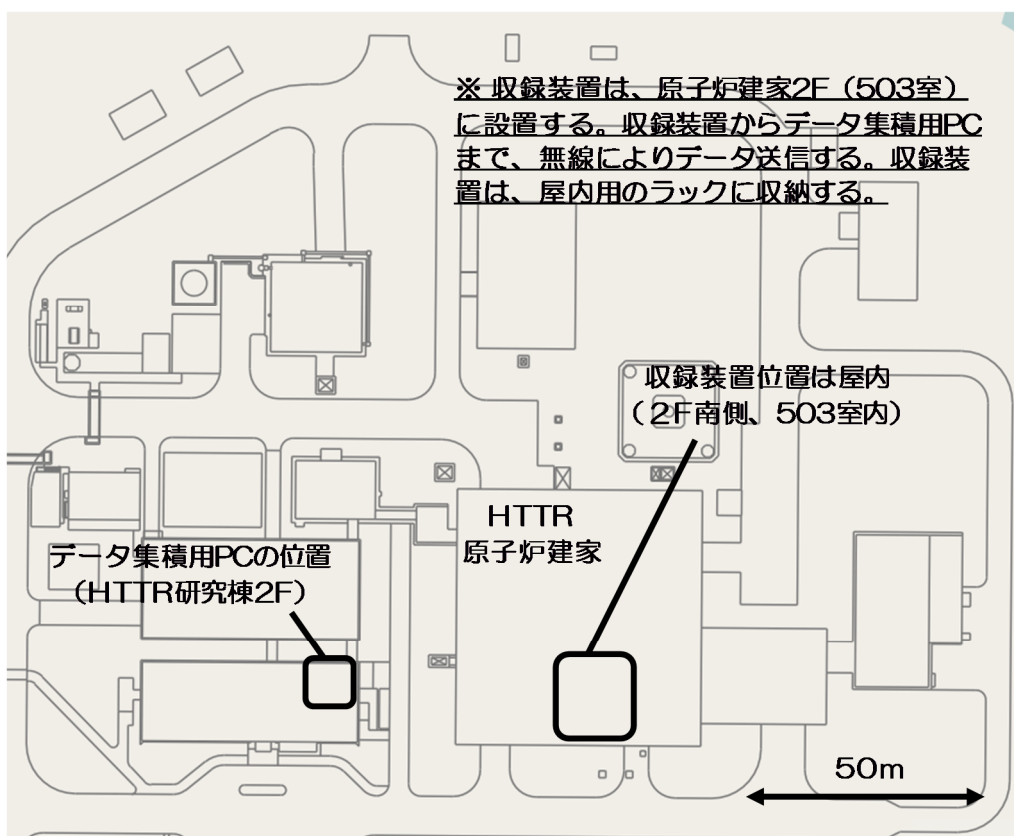 ※ 収録装置は、原子炉建家2F（503室）
に設置する。収録装置からデータ集積用PC
まで、無線によりデータ送信する。収録装
置は、屋内用のラックに収納する。
収録装置位置は屋内
（2F南側、503室内）
HTTR
原子炉建家
データ集積用PCの位置
（HTTR研究棟2F）
50m